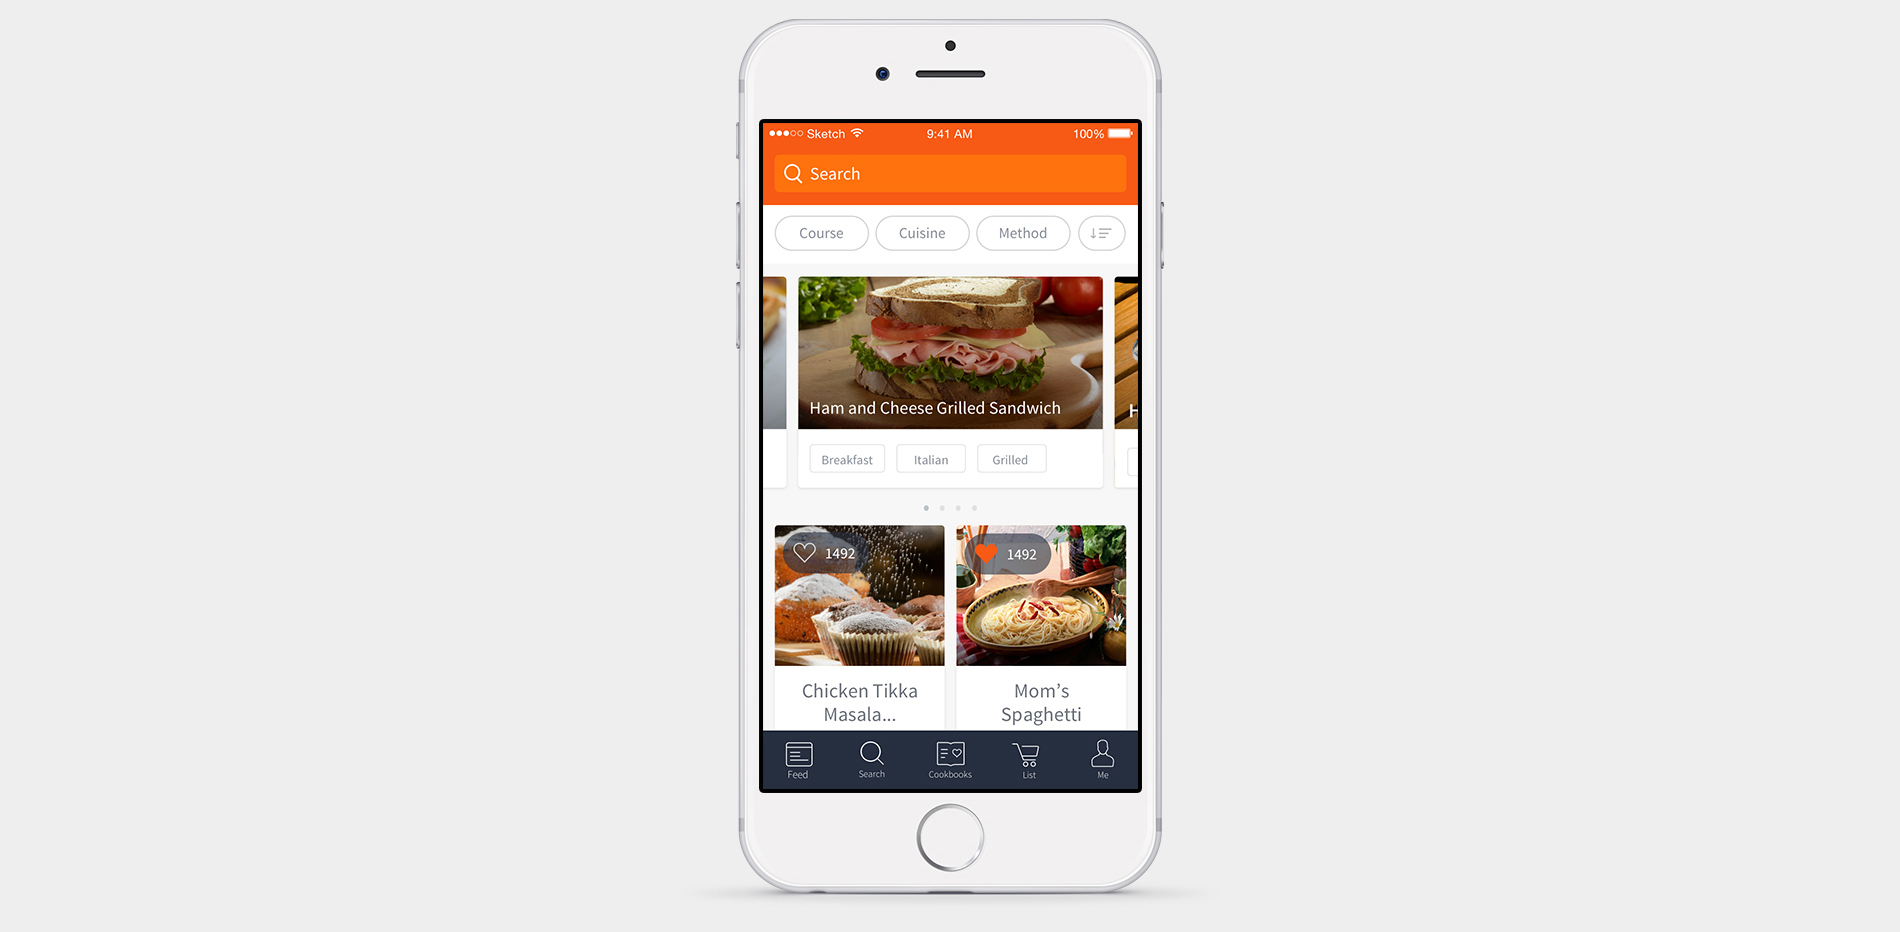 Sketch 9:41 AM 100%
Search
Course Cuisine Method
Ham and Cheese Grilled Sandwich
H
Breakfast Italian Grilled
1492 1492
Chicken Tikka
Masala...
Mom’s
Spaghetti
Feed Search Cookbooks List Me